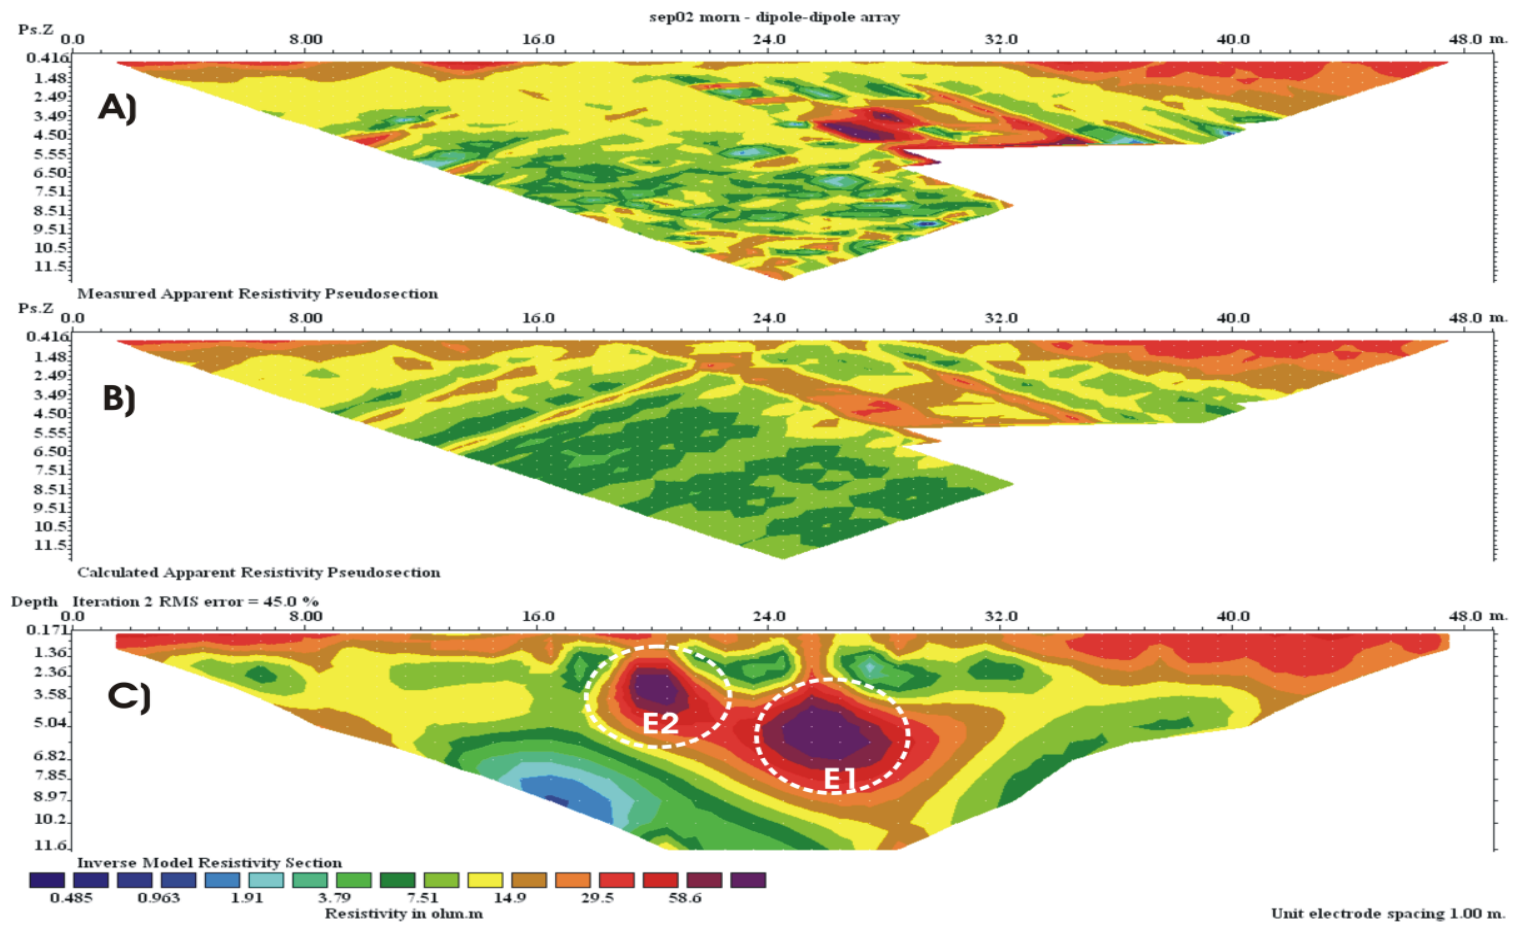 sep02 morn - dipole-dipole array
Ps.Z
0.0 8.00 16.0 24.0 32.0 40.0 48.0 m.
0.416
1.48
2.49
3.49
4.50
5.55
6.50
7.51
8.51
9.51
10.5
11.5
A)
Measured Apparent Resistivity Pseudosection
Ps.Z
0.0 8.00 16.0 24.0 32.0 40.0 48.0 m.
0.416
1.48
2.49
3.49
4.50
5.55
6.50
7.51
8.51
9.51
10.5
11.5
B)
Calculated Apparent Resistivity Pseudosection
Depth Iteration 2 RMS error = 45.0 %
0.0 8.00 16.0 24.0 32.0 40.0 48.0 m.
0.171
1.36
2.36
3.58
5.04
6.82
7.85
8.97
10.2
11.6
C)
E2
E1
Inverse Model Resistivity Section
0.485 0.963 1.91 3.79 7.51 14.9 29.5 58.6
Resistivity in ohm.m
Unit electrode spacing 1.00 m.